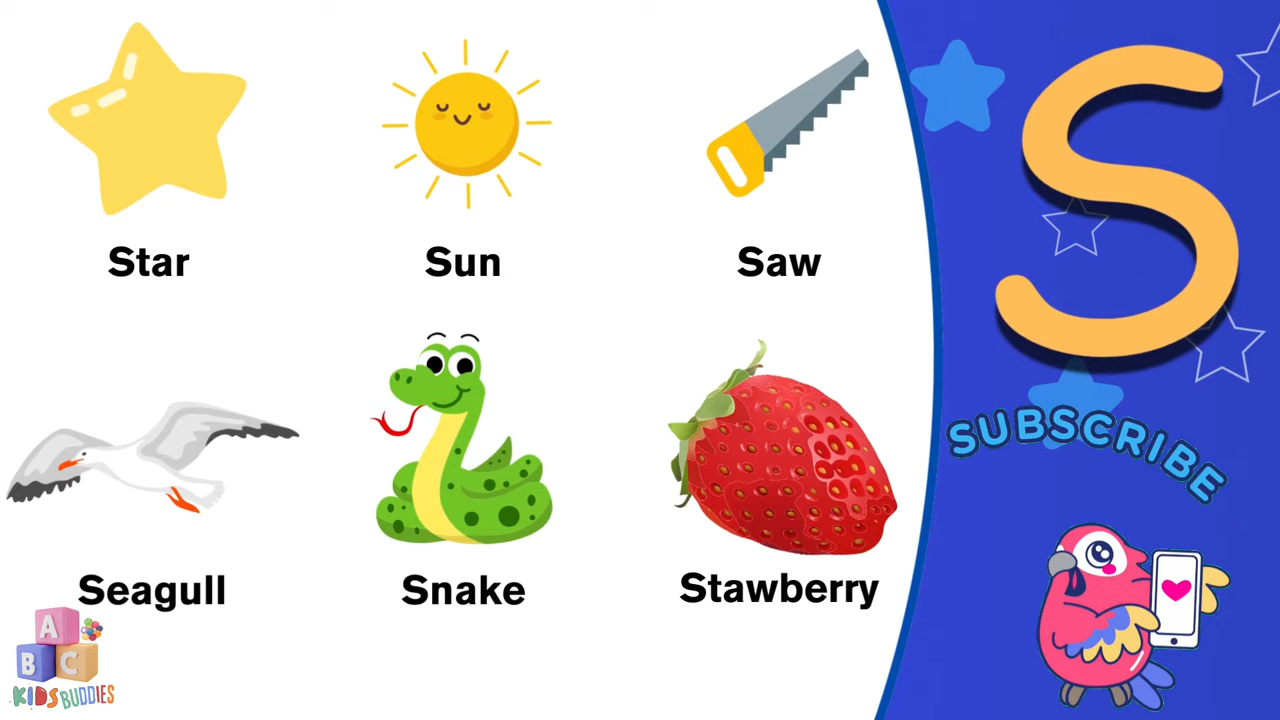 Star
Sun
Saw
S
Seagull
Snake
Stawberry
SUBSCRIBE
A
B C
KIDS BUDDIES